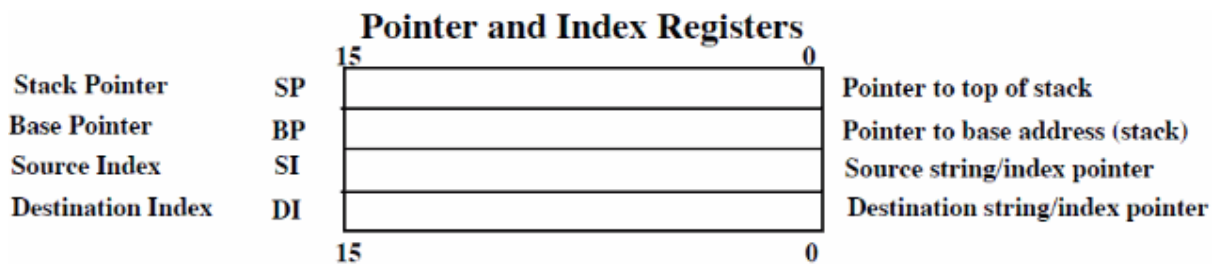 Pointer and Index Registers
15 0
Stack Pointer SP Pointer to top of stack
Base Pointer BP Pointer to base address (stack)
Source Index SI Source string/index pointer
Destination Index DI Destination string/index pointer
15 0